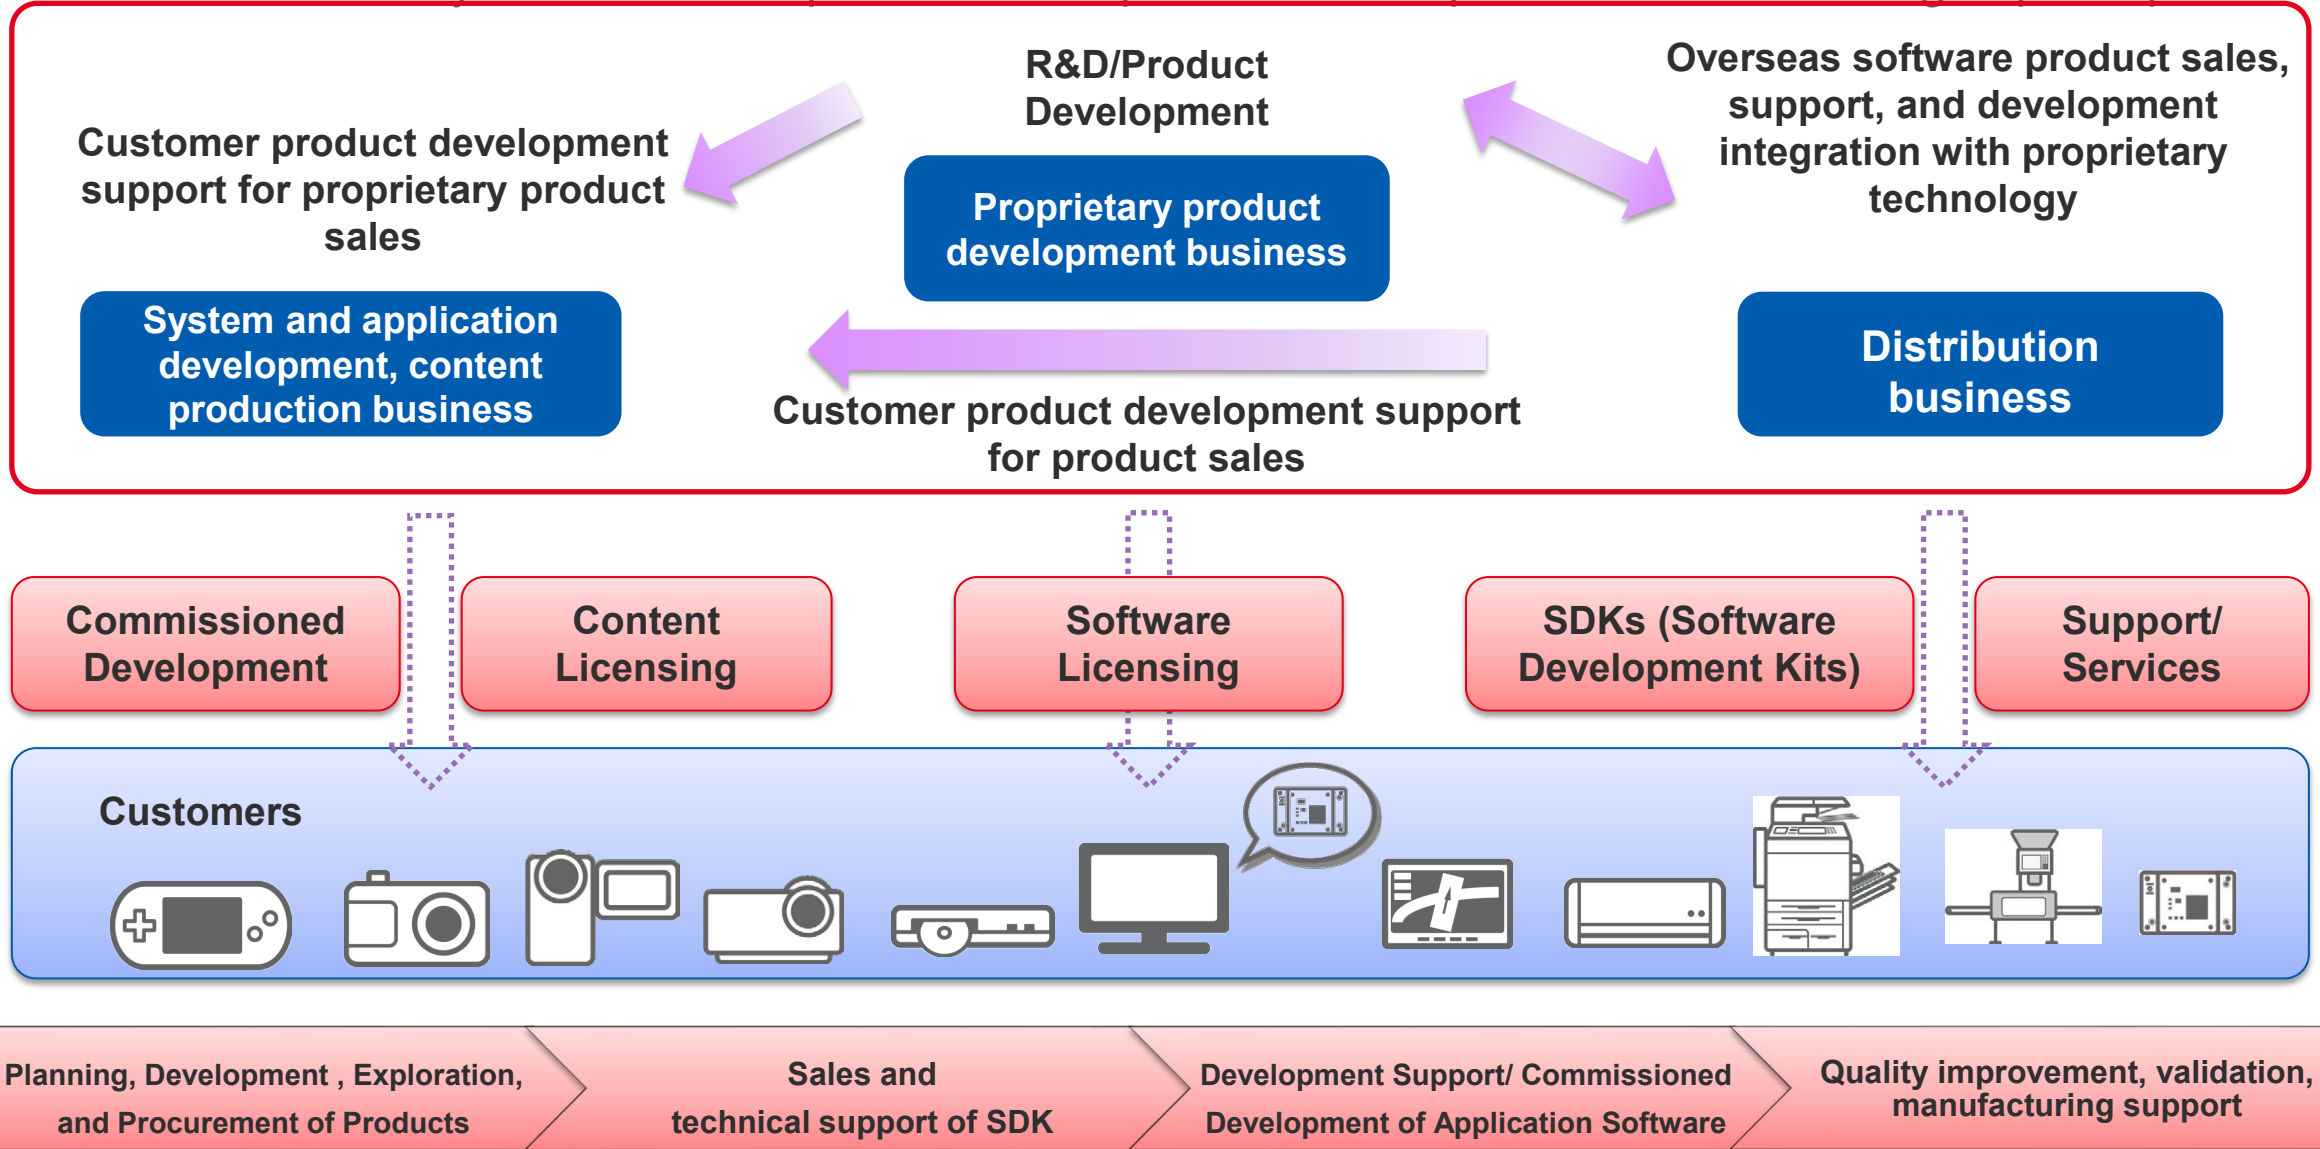 R&D/Product
Development
Overseas software product sales,
support, and development
integration with proprietary
technology
Customer product development
support for proprietary product
sales
Proprietary product
development business
System and application
development, content
production business
Distribution
business
Customer product development support
for product sales
Commissioned
Development
Content
Licensing
Software
Licensing
SDKs (Software
Development Kits)
Support/
Services
Customers
Planning, Development , Exploration,
and Procurement of Products
Sales and
technical support of SDK
Development Support/ Commissioned
Development of Application Software
Quality improvement, validation,
manufacturing support